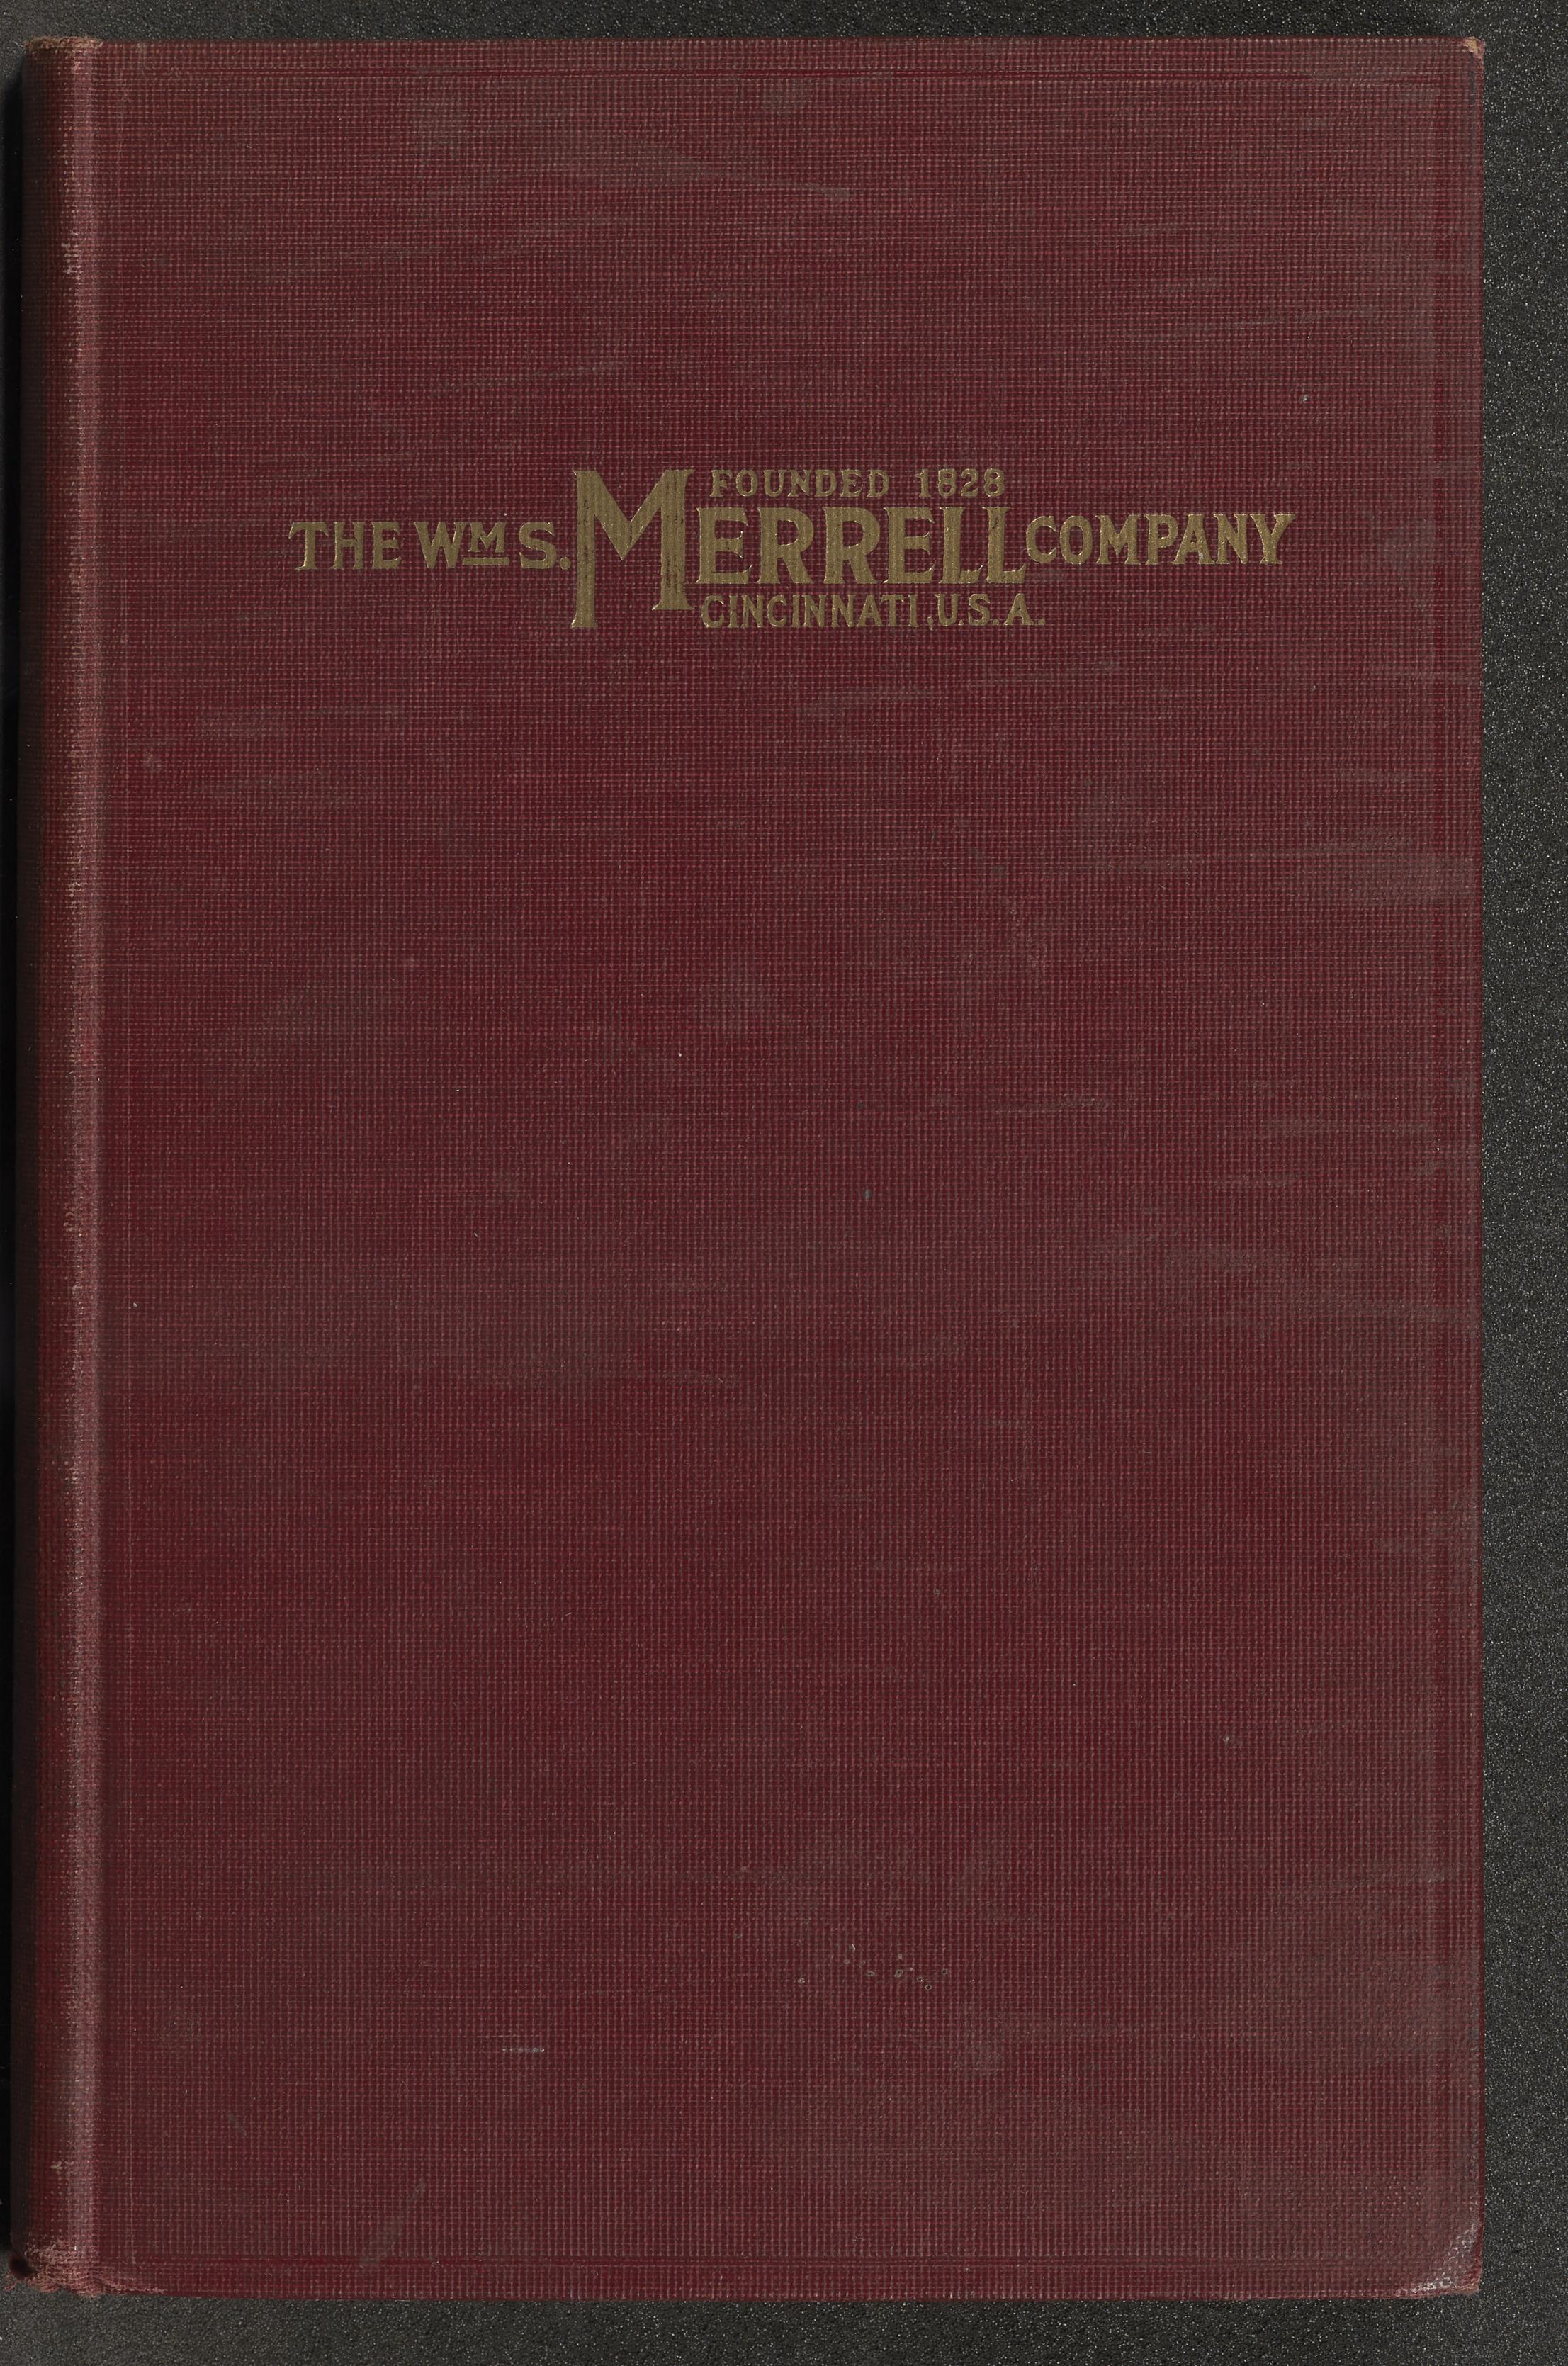 FOUNDED 1828
THE WM S. MERRELL COMPANY
CINCINNATI, U.S.A.